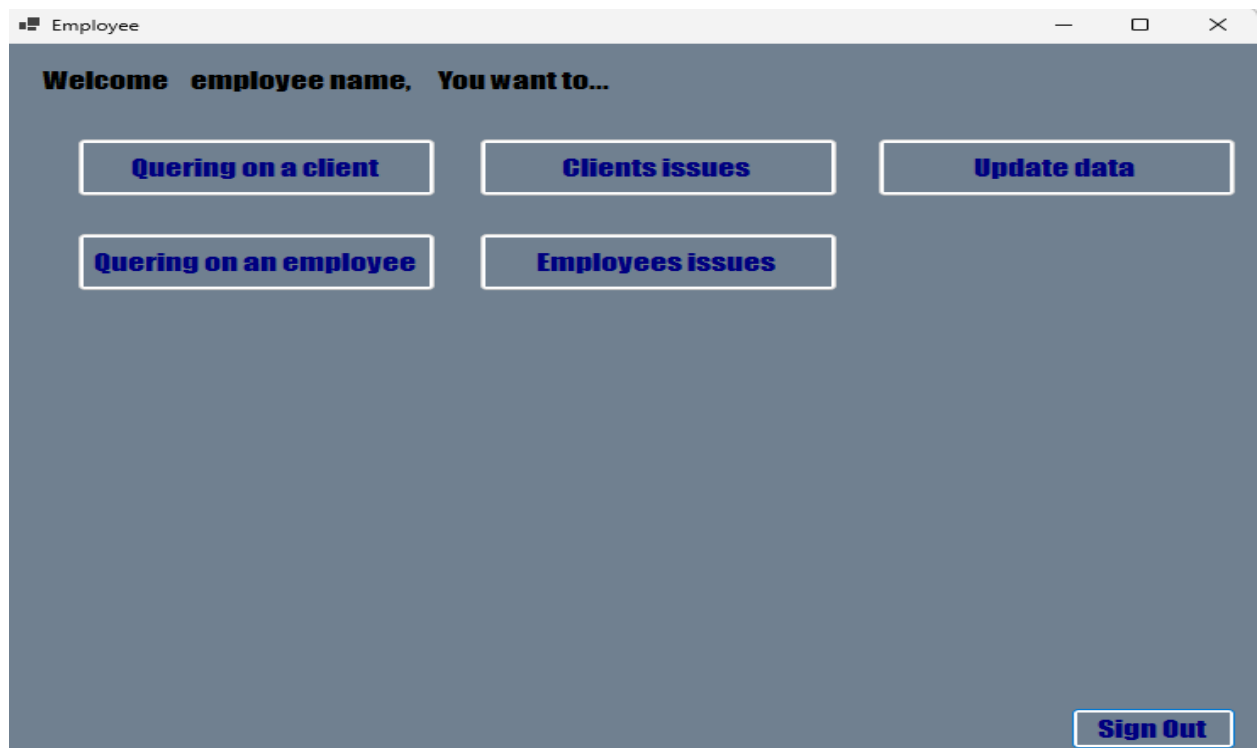 Employee
Welcome employee name, You want to...
Quering on a client
Clients issues
Update data
Quering on an employee
Employees issues
Sign Out